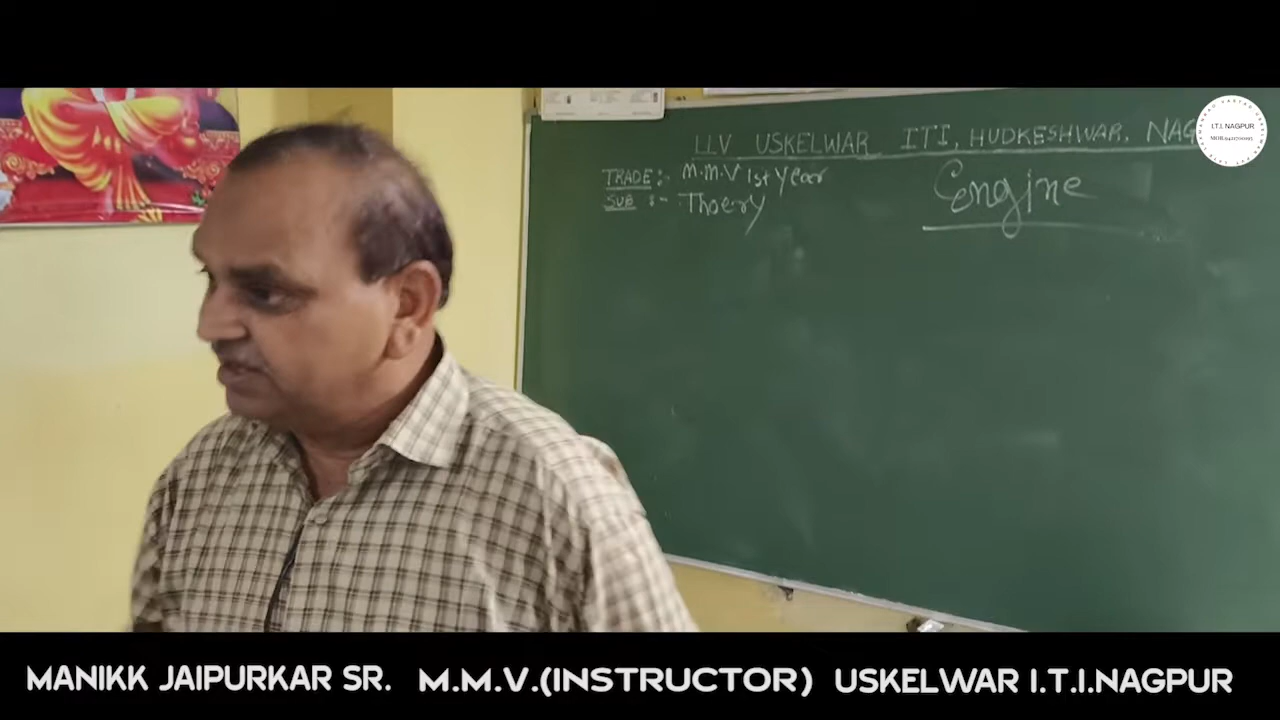 LLV USKELWAR ITI, HUDKESHWAR, NAG
TRADE:- M.M.V 1st Year
SUB :- Thoery
Engine
I.T.I. NAGPUR
MANIKK JAIPURKAR SR. M.M.V.(INSTRUCTOR) USKELWAR I.T.I.NAGPUR